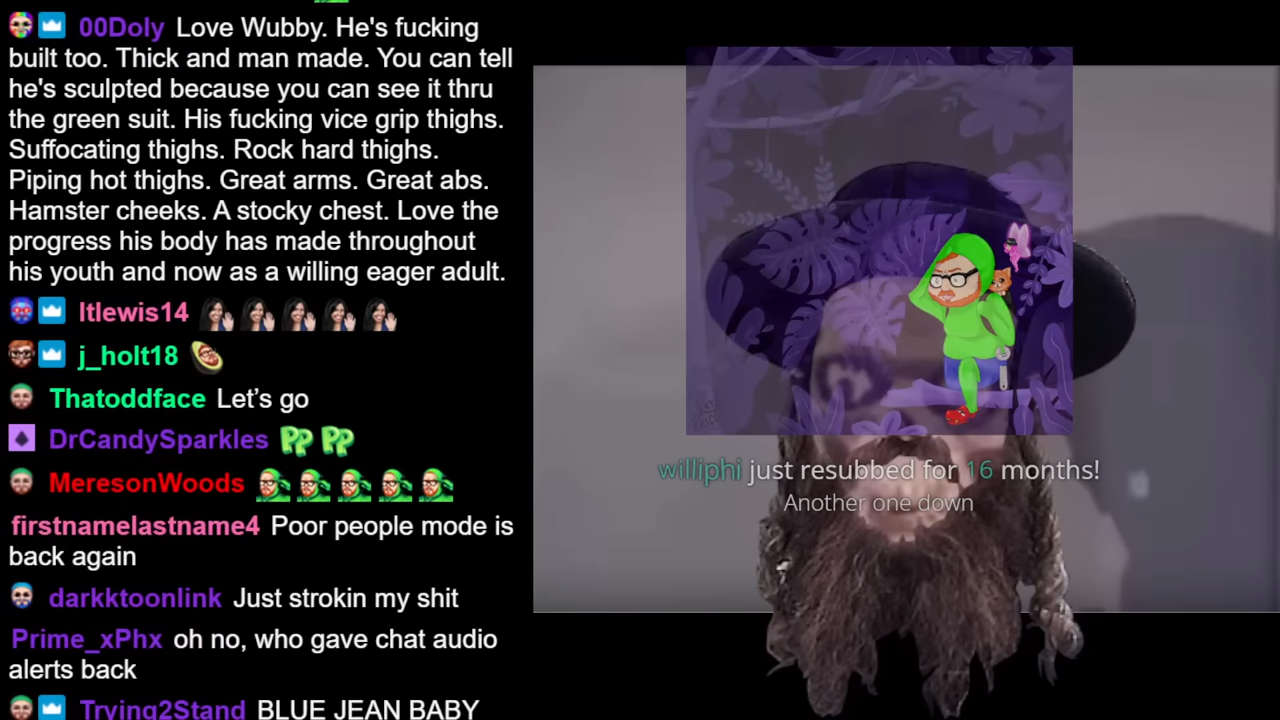 00Doly Love Wubby. He's fucking
built too. Thick and man made. You can tell
he's sculpted because you can see it thru
the green suit. His fucking vice grip thighs.
Suffocating thighs. Rock hard thighs.
Piping hot thighs. Great arms. Great abs.
Hamster cheeks. A stocky chest. Love the
progress his body has made throughout
his youth and now as a willing eager adult.
ltlewis14
j_holt18
Thatoddface Let’s go
DrCandySparkles PP PP
MeresonWoods
firstnamelastname4 Poor people mode is
back again
darkktoonlink Just strokin my shit
Prime_xPhx oh no, who gave chat audio
alerts back
Trying2Stand BLUE JEAN BABY
williphi just resubbed for 16 months!
Another one down